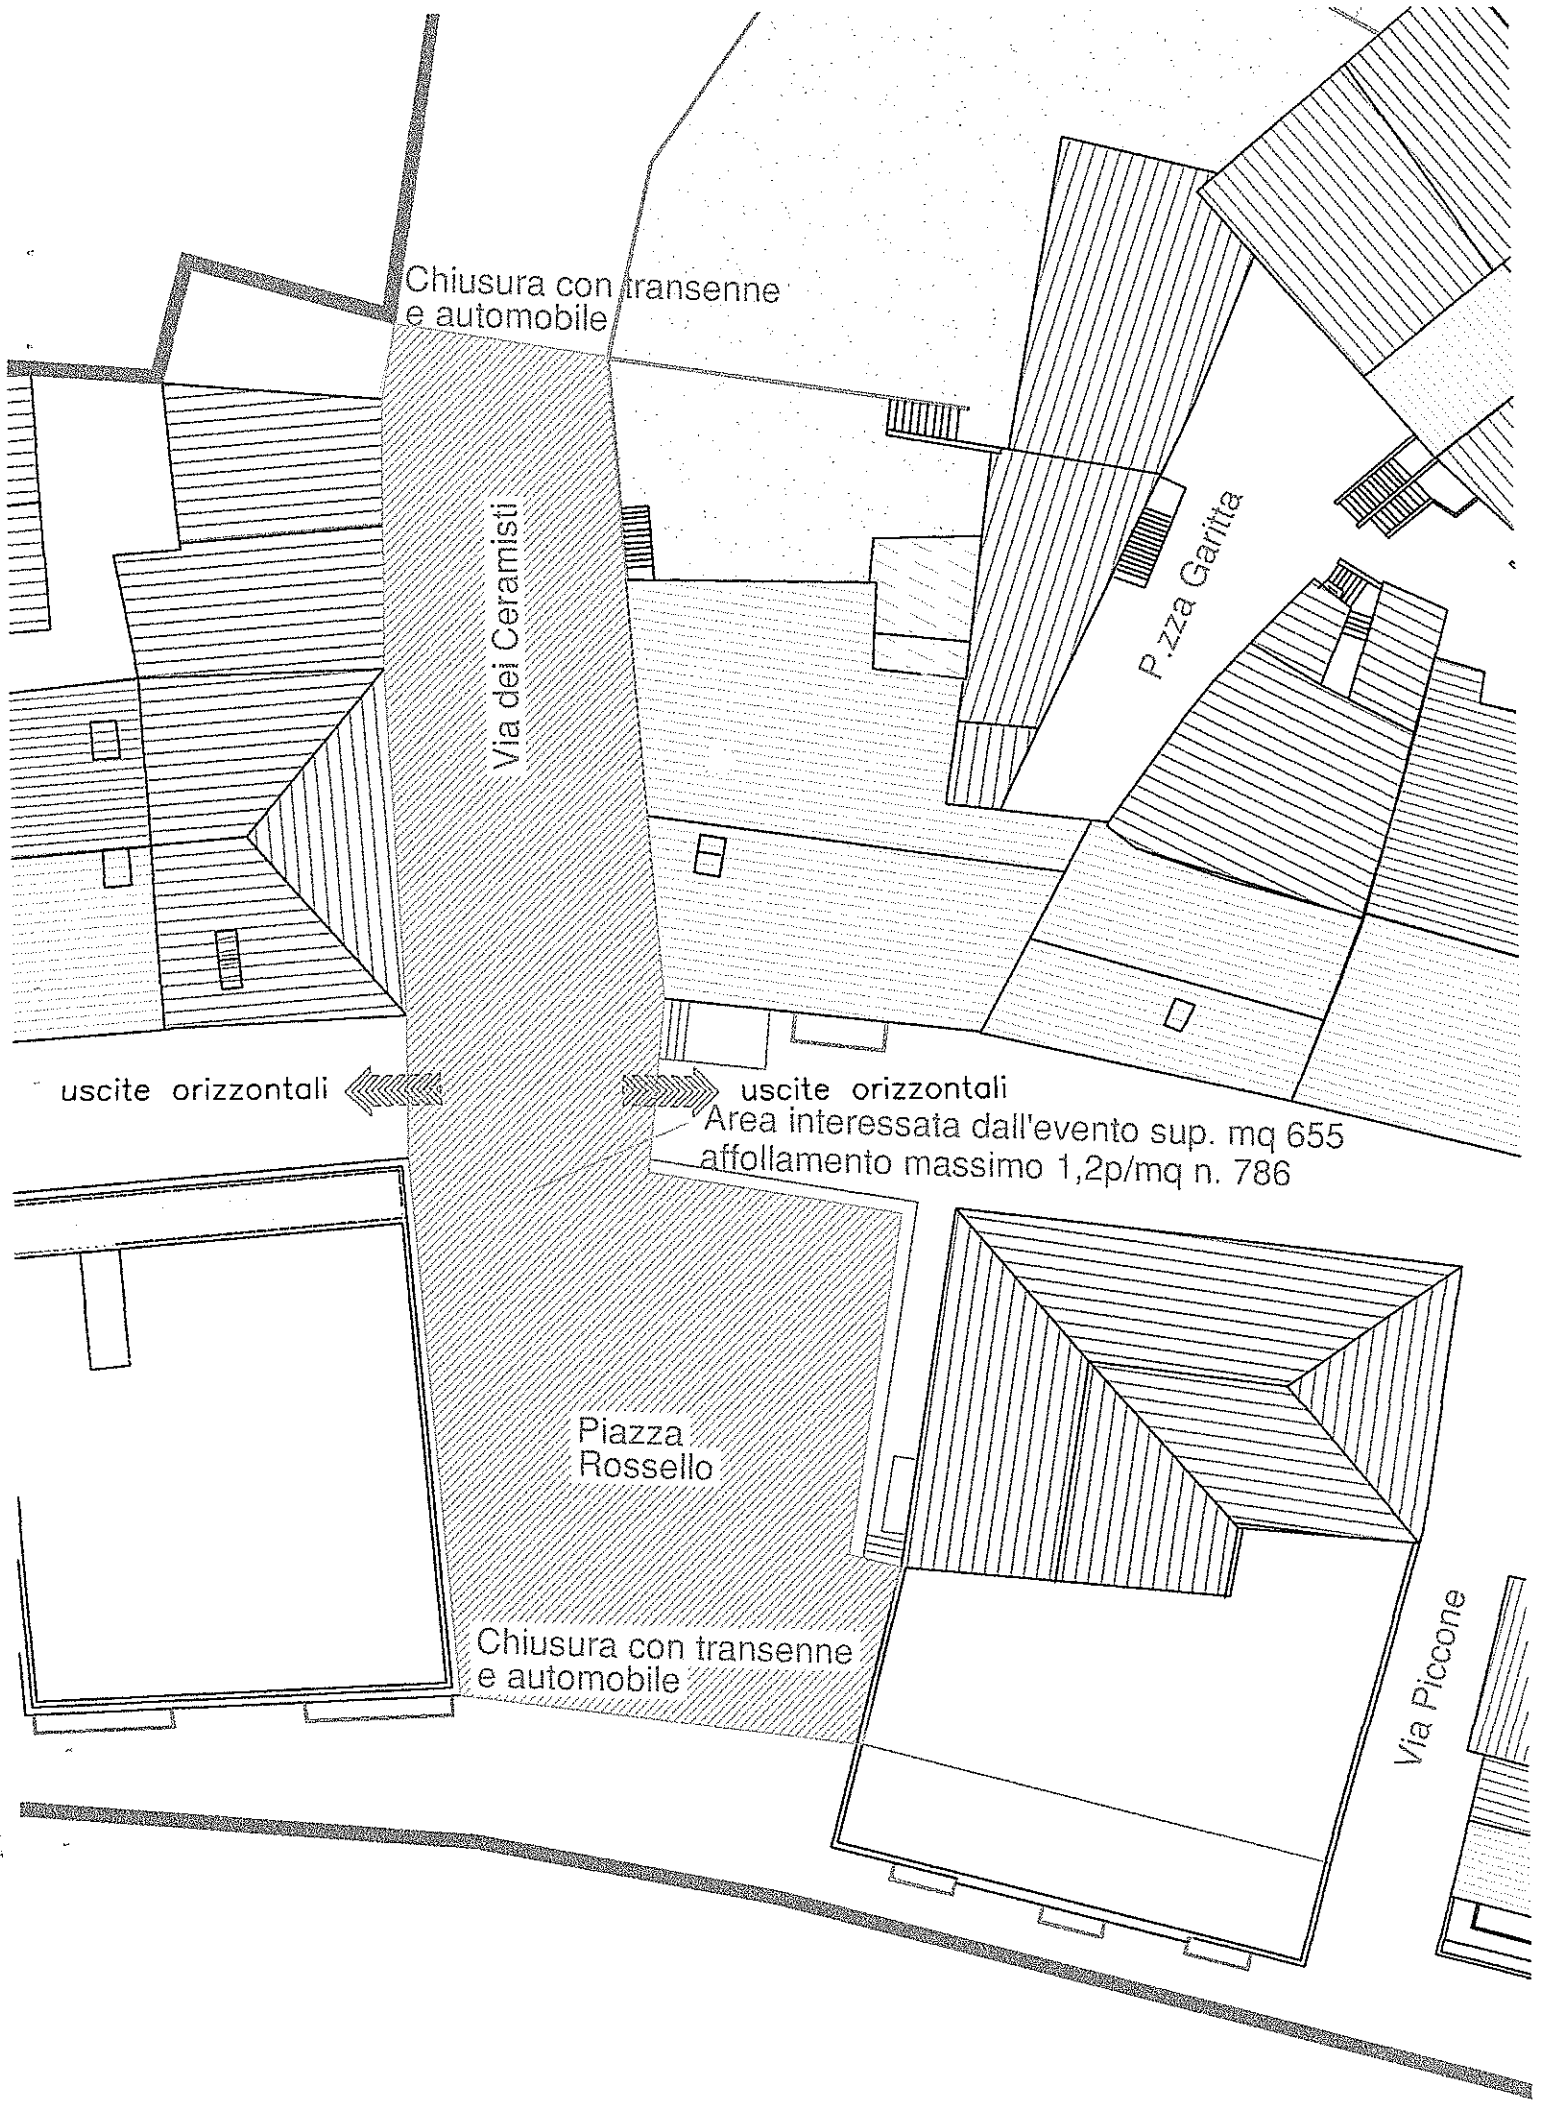 Chiusura con transenne
e automobile
Via dei Ceramisti
P.zza Garitta
uscite orizzontali
uscite orizzontali
Area interessata dall'evento sup. mq 655
affollamento massimo 1,2p/mq n. 786
Piazza
Rossello
Chiusura con transenne
e automobile
Via Piccone